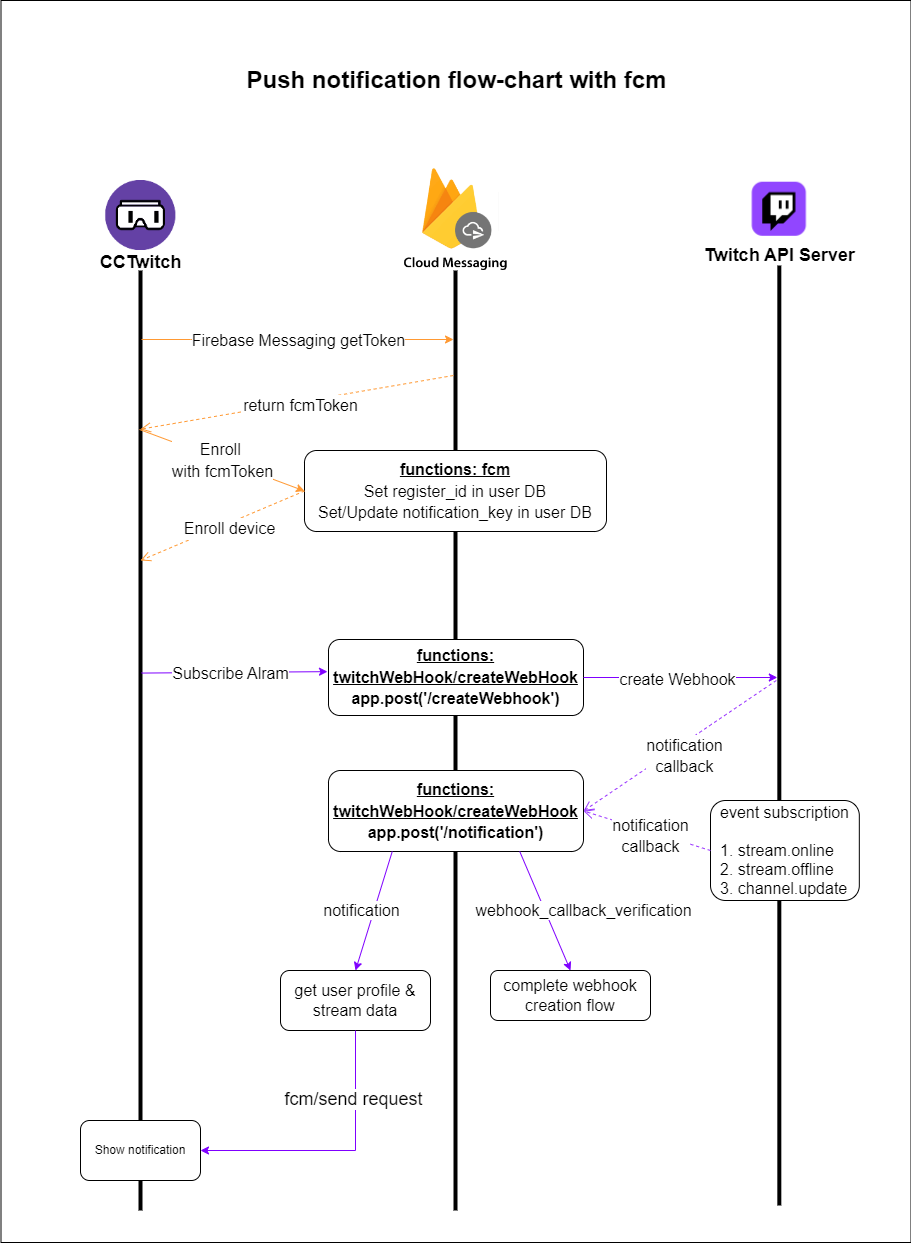 Push notification flow-chart with fcm
CCTwitch
Cloud Messaging
Twitch API Server
Firebase Messaging getToken
return fcmToken
Enroll
with fcmToken
functions: fcm
Set register_id in user DB
Set/Update notification_key in user DB
Enroll device
Subscribe Alram
functions:
twitchWebHook/createWebHook
app.post('/createWebhook')
create Webhook
notification
callback
functions:
twitchWebHook/createWebHook
app.post('/notification')
notification
callback
event subscription
1. stream.online
2. stream.offline
3. channel.update
notification
webhook_callback_verification
get user profile &
stream data
complete webhook
creation flow
fcm/send request
Show notification